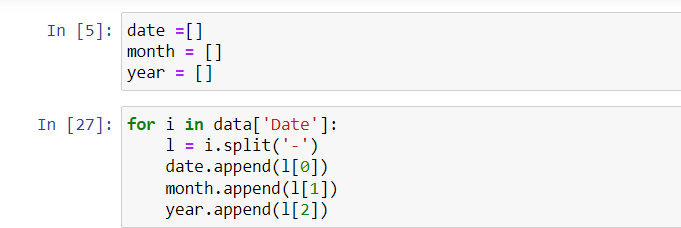 In [5]: date =[]
month = []
year = []
In [27]: for i in data['Date']:
    l = i.split('-')
    date.append(l[0])
    month.append(l[1])
    year.append(l[2])